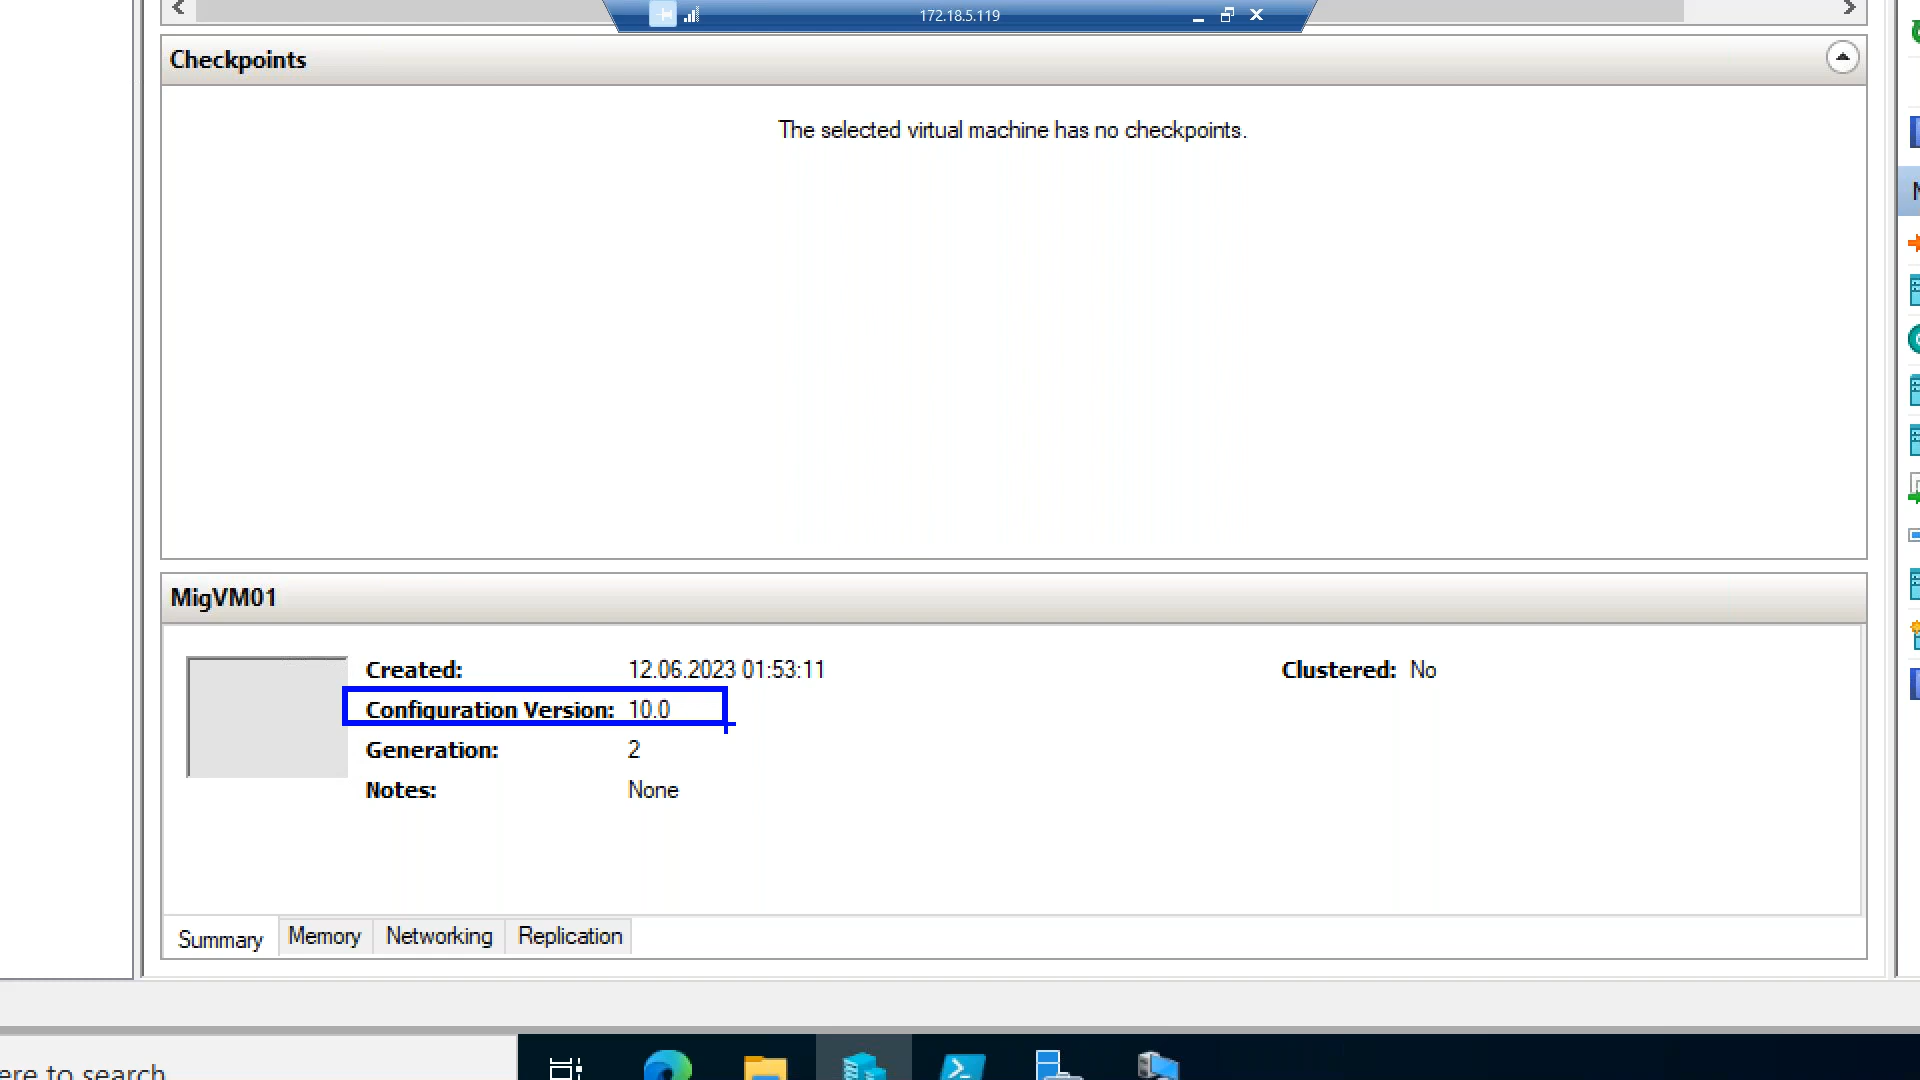 172.18.5.119
Checkpoints
The selected virtual machine has no checkpoints.
MigVM01
Created: 12.06.2023 01:53:11 Clustered: No
Configuration Version: 10.0
Generation: 2
Notes: None
Summary Memory Networking Replication
ere to search